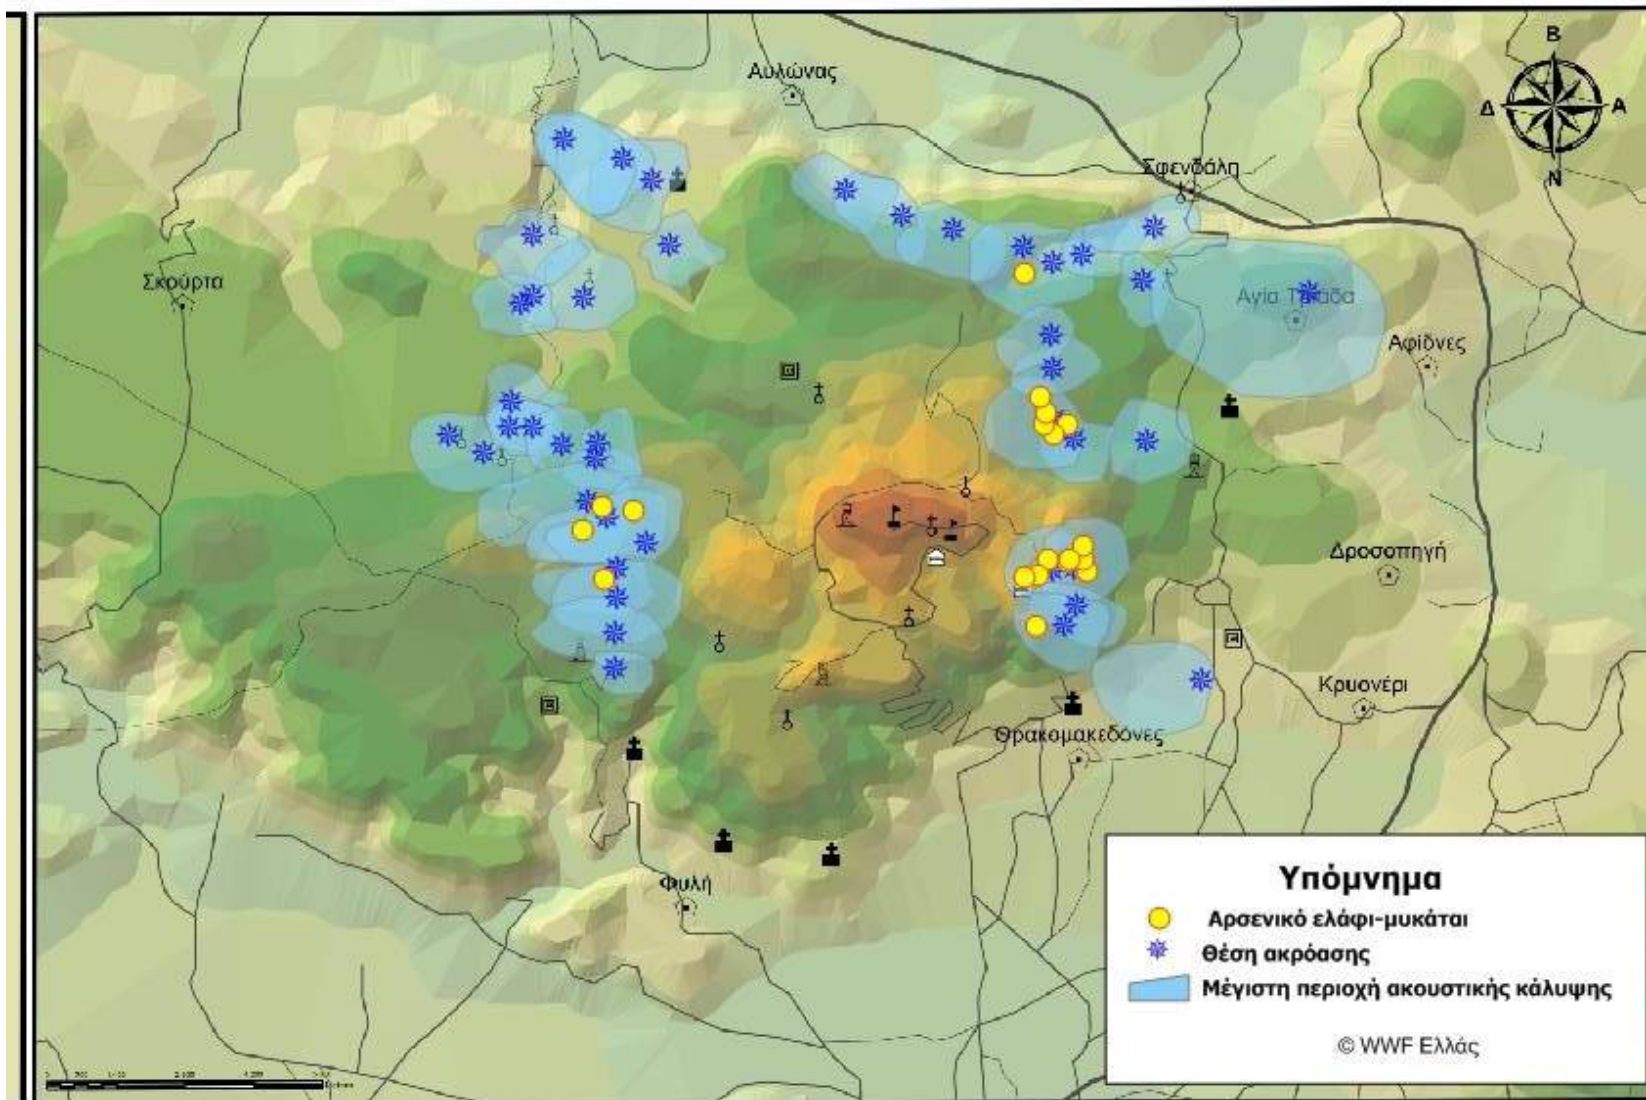 Β
Αυλώνας
Δ
Α
Σφενδάλη
Ν
Σκούρτα
Αγία
Αφίδνες
Δροσοπηγή
Κρυονέρι
Θρακομακεδόνες
Φυλή
Υπόμνημα
Αρσενικό ελάφι-μυκάται
Θέση ακρόασης
Μέγιστη περιοχή ακουστικής κάλυψης
© WWF Ελλάς